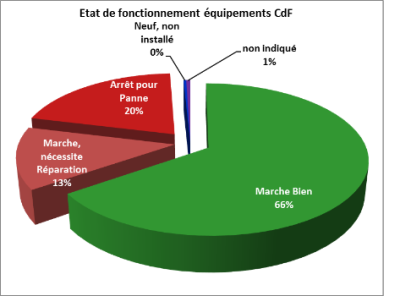 Etat de fonctionnement équipements CdF
Neuf, non
installé
0%
non indiqué
1%
Arrêt pour
Panne
20%
Marche,
nécessite
Réparation
13%
Marche Bien
66%